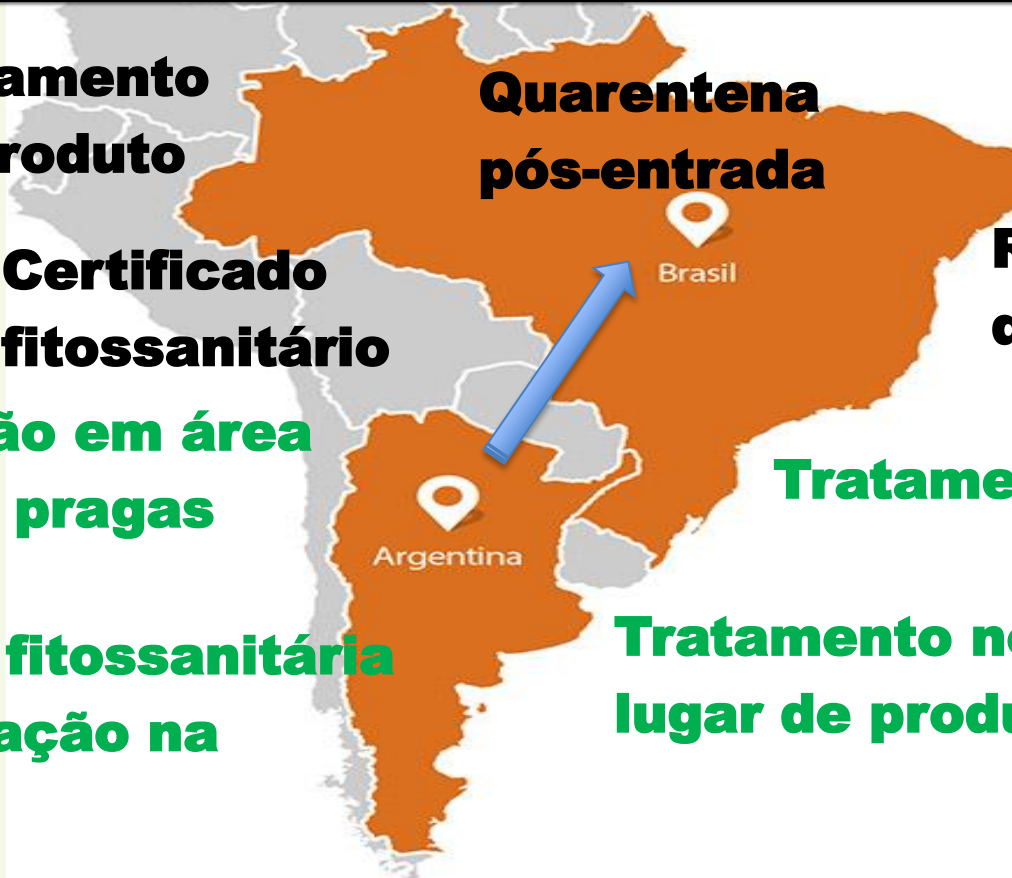 amento
roduto
Quarentena
pós-entrada
Certificado
fitossanitário
Brasil
ão em área
pragas
Argentina
Tratame
fitossanitária
ação na
Tratamento n
lugar de produ